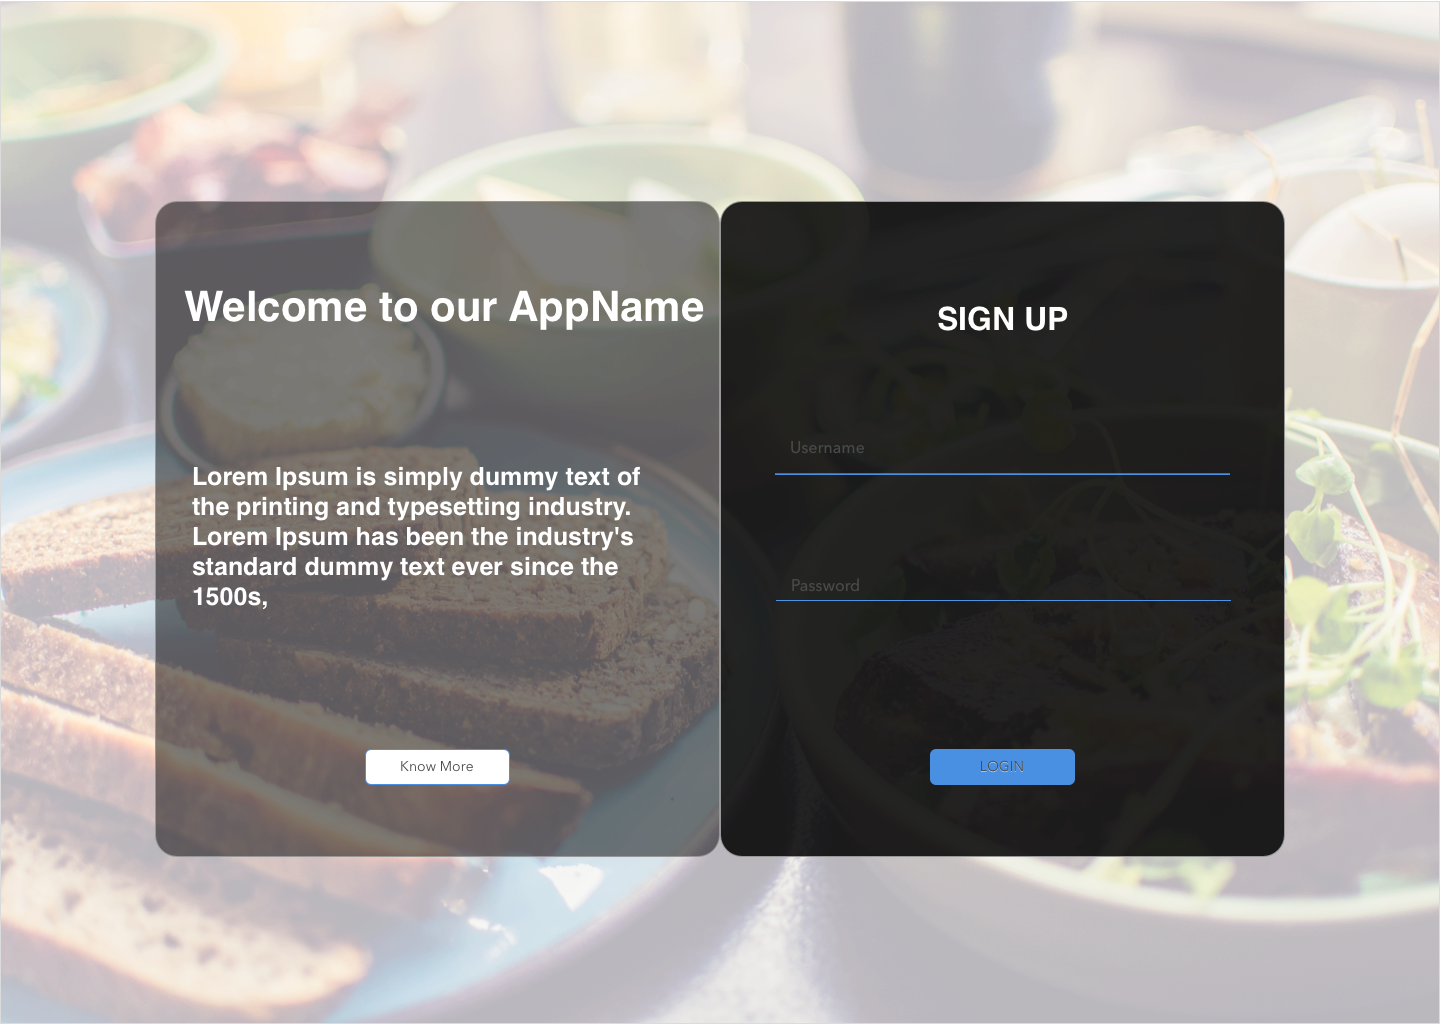 Welcome to our AppName
Lorem Ipsum is simply dummy text of
the printing and typesetting industry.
Lorem Ipsum has been the industry's
standard dummy text ever since the
1500s,
Know More
SIGN UP
Username
Password
LOGIN